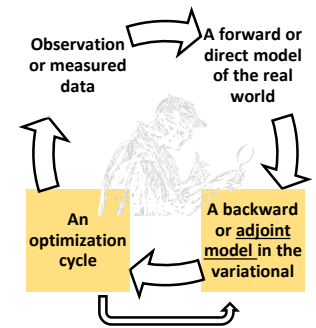 Observation
or measured
data
A forward or
direct model
of the real
world
A backward
or adjoint
model in the
variational
An
optimization
cycle